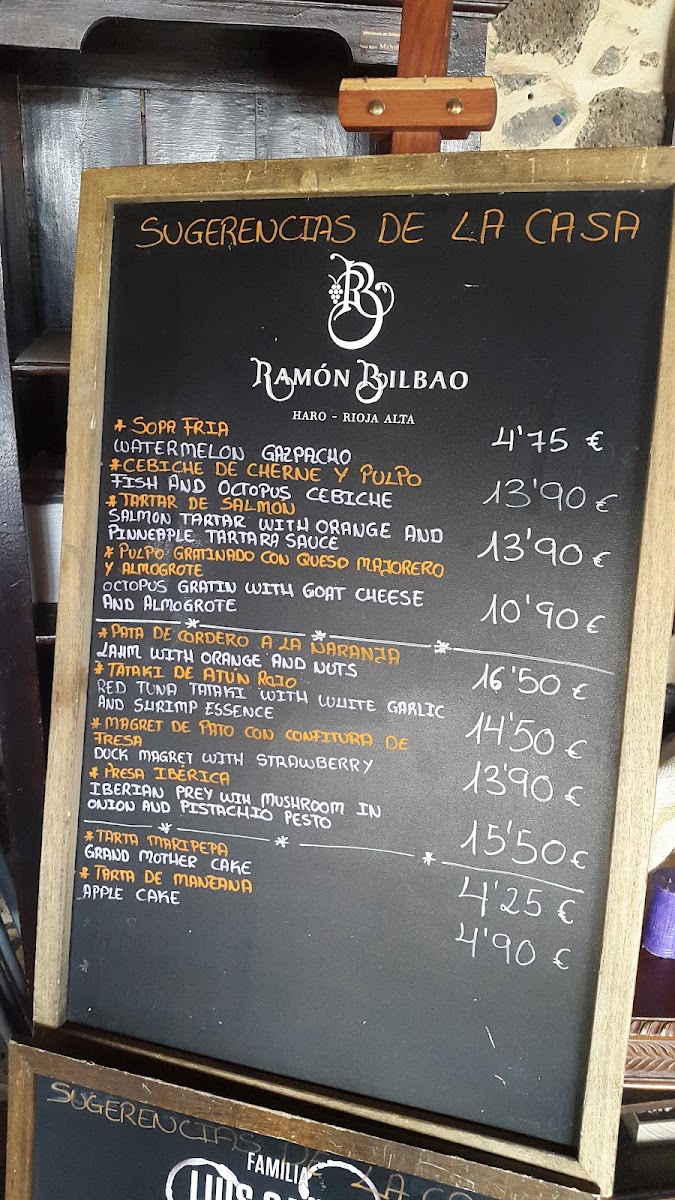 SUGERENCIAS DE LA CASA
RB
RAMÓN BILBAO
HARO - RIOJA ALTA
* SOPA FRIA
WATERMELON GAZPACHO 4'75 €
* CEBICHE DE CHERNE Y PULPO
FISH AND OCTOPUS CEBICHE 13'90 €
* TARTAR DE SALMON
SALMON TARTAR WITH ORANGE AND
PINNEAPLE TARTARA SAUCE 13'90 €
* PULPO GRATINADO CON QUESO MAJORERO
Y ALMOGROTE
OCTOPUS GRATIN WITH GOAT CHEESE
AND ALMOGROTE 10'90 €
* PATA DE CORDERO A LA NARANJA
LAHM WITH ORANGE AND NUTS 16'50 €
* TATAKI DE ATÚN ROJO
RED TUNA TATAKI WITH WHITE GARLIC
AND SHRIMP ESSENCE 14'50 €
* MAGRET DE PATO CON CONFITURA DE
FRESA
DUCK MAGRET WITH STRAWBERRY 13'90 €
* PRESA IBÉRICA
IBERIAN PREY WIH MUSHROOM IN
ONION AND PISTACHIO PESTO 15'50 €
* TARTA MARIPEPA
GRAND MOTHER CAKE 4'25 €
* TARTA DE MANZANA
APPLE CAKE 4'90 €
SUGERENCIAS DE LA
FAMILIA
LUIS